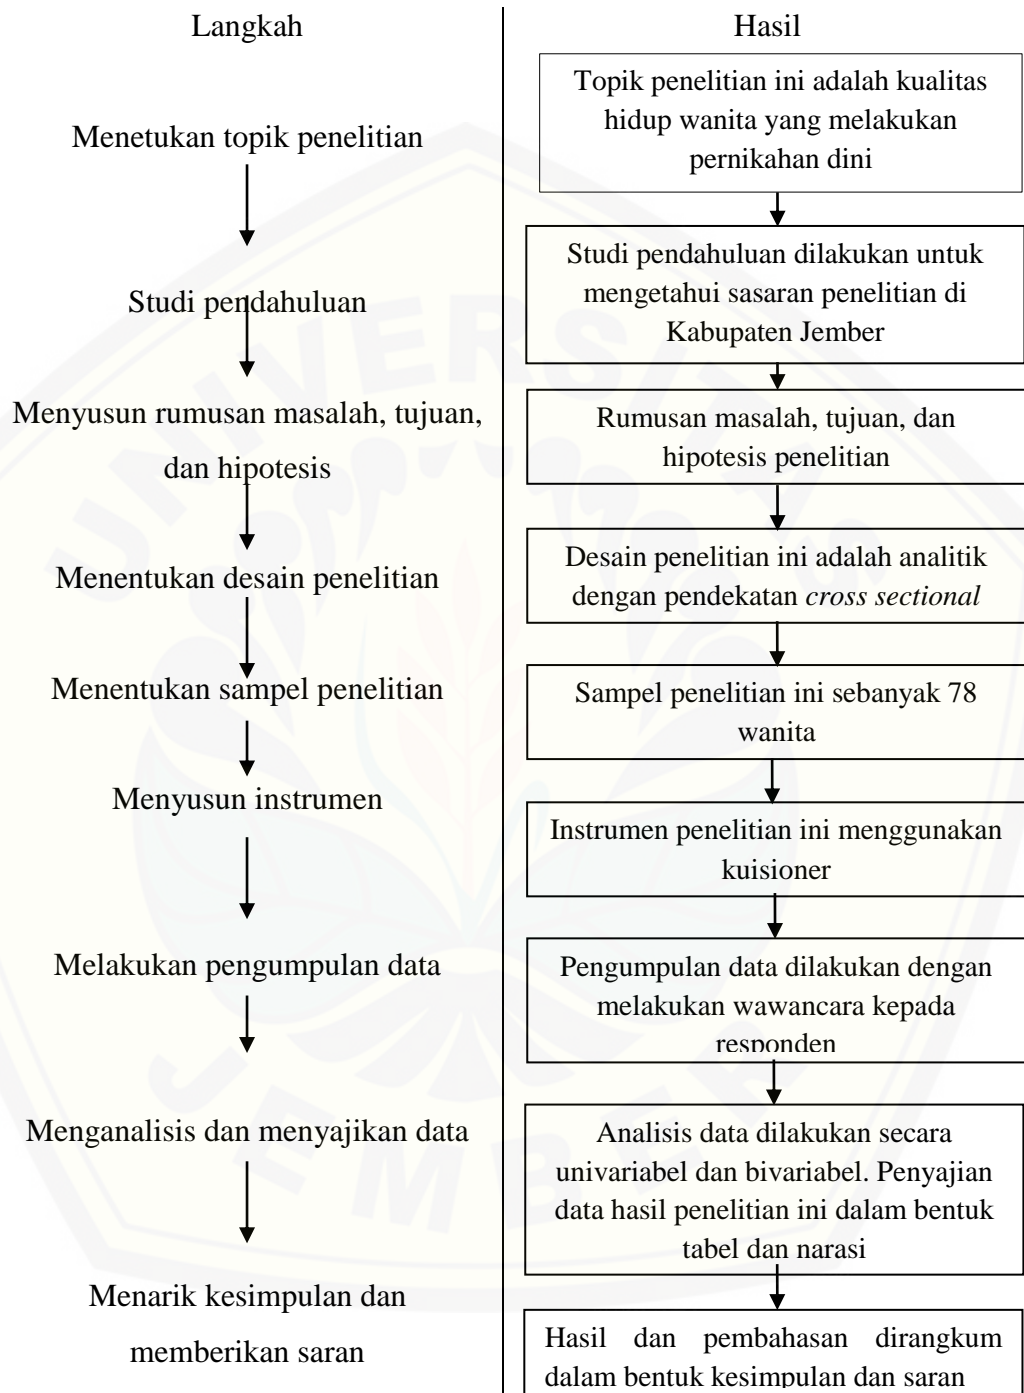 Langkah
Hasil
Menetukan topik penelitian
Topik penelitian ini adalah kualitas
hidup wanita yang melakukan
pernikahan dini
Studi pendahuluan
Studi pendahuluan dilakukan untuk
mengetahui sasaran penelitian di
Kabupaten Jember
Menyusun rumusan masalah, tujuan,
dan hipotesis
Rumusan masalah, tujuan, dan
hipotesis penelitian
Menentukan desain penelitian
Desain penelitian ini adalah analitik
dengan pendekatan cross sectional
Menentukan sampel penelitian
Sampel penelitian ini sebanyak 78
wanita
Menyusun instrumen
Instrumen penelitian ini menggunakan
kuisioner
Melakukan pengumpulan data
Pengumpulan data dilakukan dengan
melakukan wawancara kepada
responden
Menganalisis dan menyajikan data
Analisis data dilakukan secara
univariabel dan bivariabel. Penyajian
data hasil penelitian ini dalam bentuk
tabel dan narasi
Menarik kesimpulan dan
memberikan saran
Hasil dan pembahasan dirangkum
dalam bentuk kesimpulan dan saran
UNIVERSITAS
JEMBER